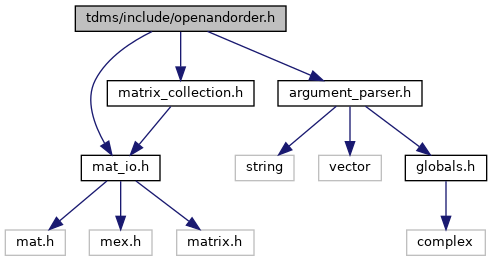 tdms/include/openandorder.h
matrix_collection.h
argument_parser.h
mat_io.h
string
vector
globals.h
mat.h
mex.h
matrix.h
complex